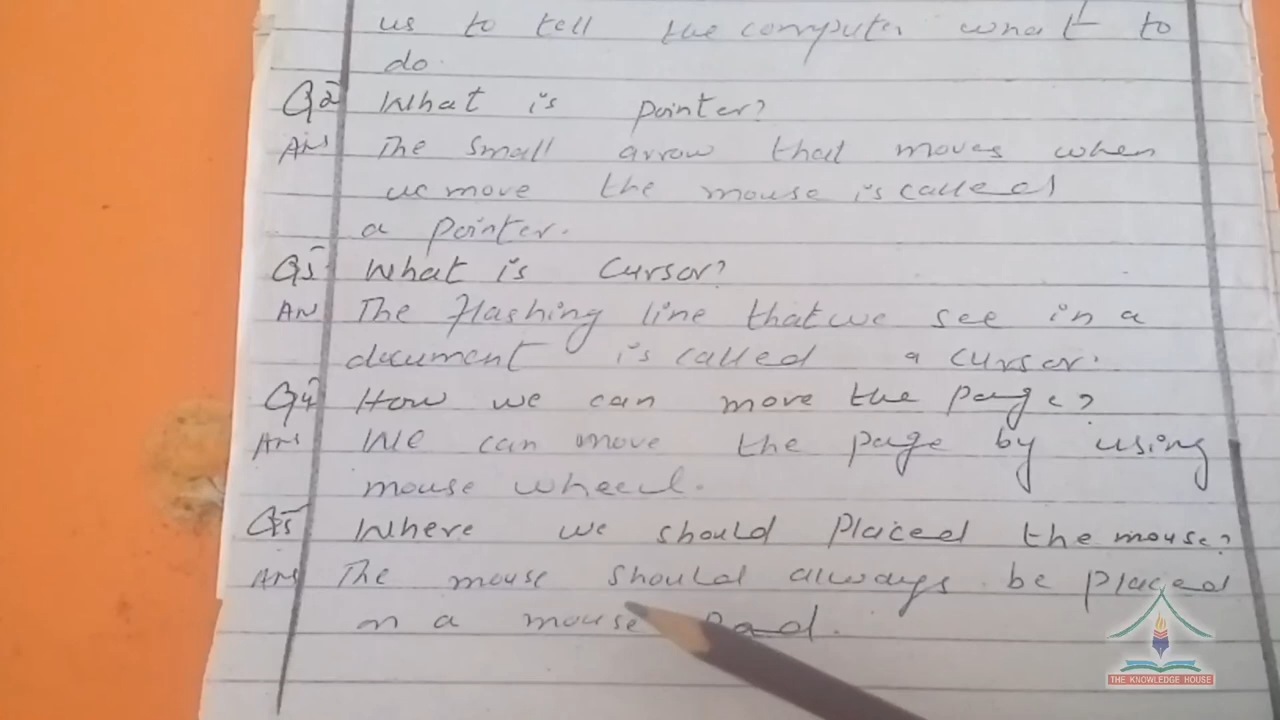 us to tell the computer what to
do.
Q2 What is pointer?
Ans The small arrow that moves when
we move the mouse is called
a pointer.
Q3 What is Cursor?
An The flashing line that we see in a
document is called a cursor.
Q4 How we can move the page?
Ans We can move the page by using
mouse wheel.
Q5 Where we should Placed the mouse?
Ans The mouse should always be placed
on a mouse Pad.
THE KNOWLEDGE HOUSE